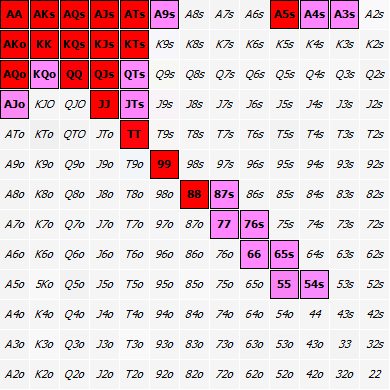 AA AKs AQs AJs ATs A9s A8s A7s A6s A5s A4s A3s A2s
AKo KK KQs KJs KTs K9s K8s K7s K6s K5s K4s K3s K2s
AQo KQo QQ QJs QTs Q9s Q8s Q7s Q6s Q5s Q4s Q3s Q2s
AJo KJO QJO JJ JTs J9s J8s J7s J6s J5s J4s J3s J2s
ATo KTo QTO JTo TT T9s T8s T7s T6s T5s T4s T3s T2s
A9o K9o Q9o J9o T9o 99 98s 97s 96s 95s 94s 93s 92s
A8o K8o Q8o J8o T8o 98o 88 87s 86s 85s 84s 83s 82s
A7o K7o Q7o J7o T7o 97o 87o 77 76s 75s 74s 73s 72s
A6o K6o Q6o J6o T6o 96o 86o 76o 66 65s 64s 63s 62s
A5o 5Ko Q5o J5o T5o 95o 85o 75o 65o 55 54s 53s 52s
A4o K4o Q4o J4o T4o 94o 84o 74o 64o 54o 44 43s 42s
A3o K3o Q3o J3o T3o 93o 83o 73o 63o 53o 43o 33 32s
A2o K2o Q2o J2o T2o 92o 82o 72o 62o 52o 42o 32o 22